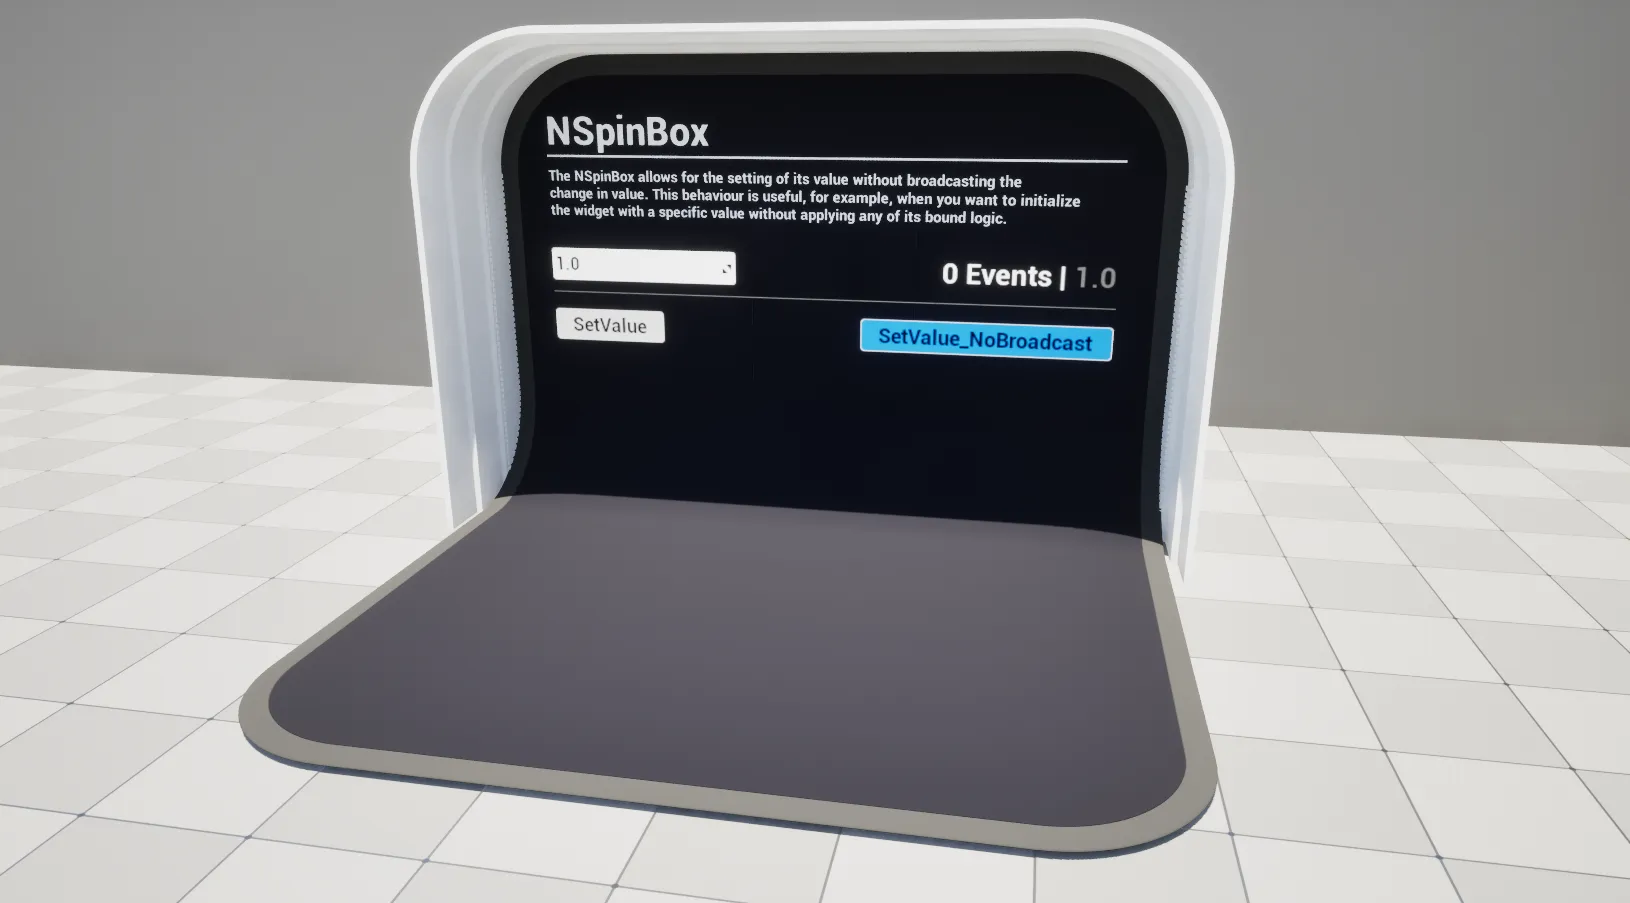 NSpinBox
The NSpinBox allows for the setting of its value without broadcasting the
change in value. This behaviour is useful, for example, when you want to initialize
the widget with a specific value without applying any of its bound logic.
1.0
0 Events | 1.0
SetValue
SetValue_NoBroadcast